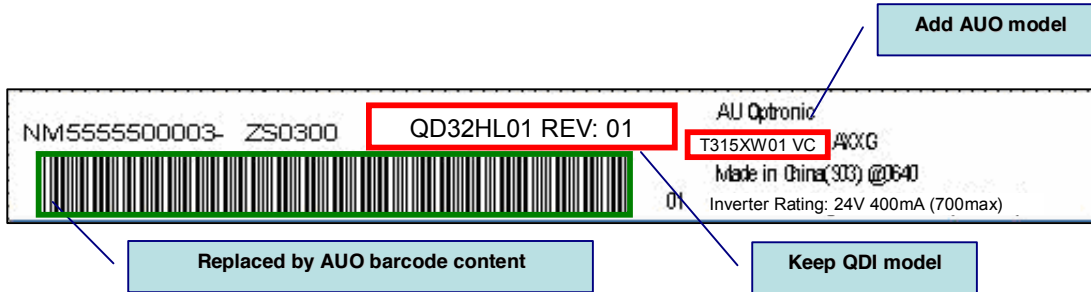 Add AUO model
AU Optronic
NM5555500003- ZS0300
QD32HL01 REV: 01
T315XW01 VC
Made in China(S03) @0640
01
Inverter Rating: 24V 400mA (700max)
Replaced by AUO barcode content
Keep QDI model